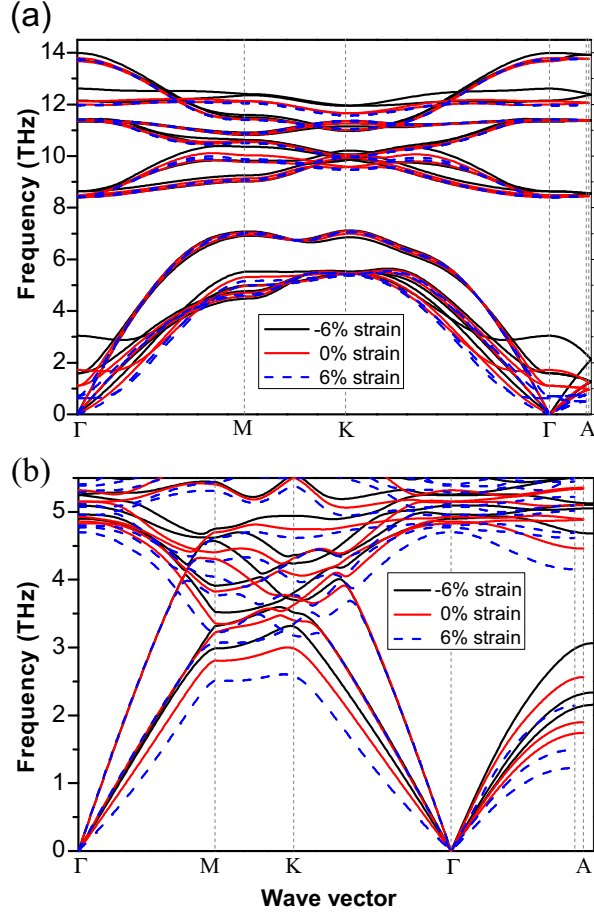 (a)
14
12
10
8
6
4
2
0
Frequency (THz)
-6% strain
0% strain
6% strain
Γ
M
K
Γ
A
(b)
5
4
3
2
1
0
Frequency (THz)
-6% strain
0% strain
6% strain
Γ
M
K
Γ
A
Wave vector